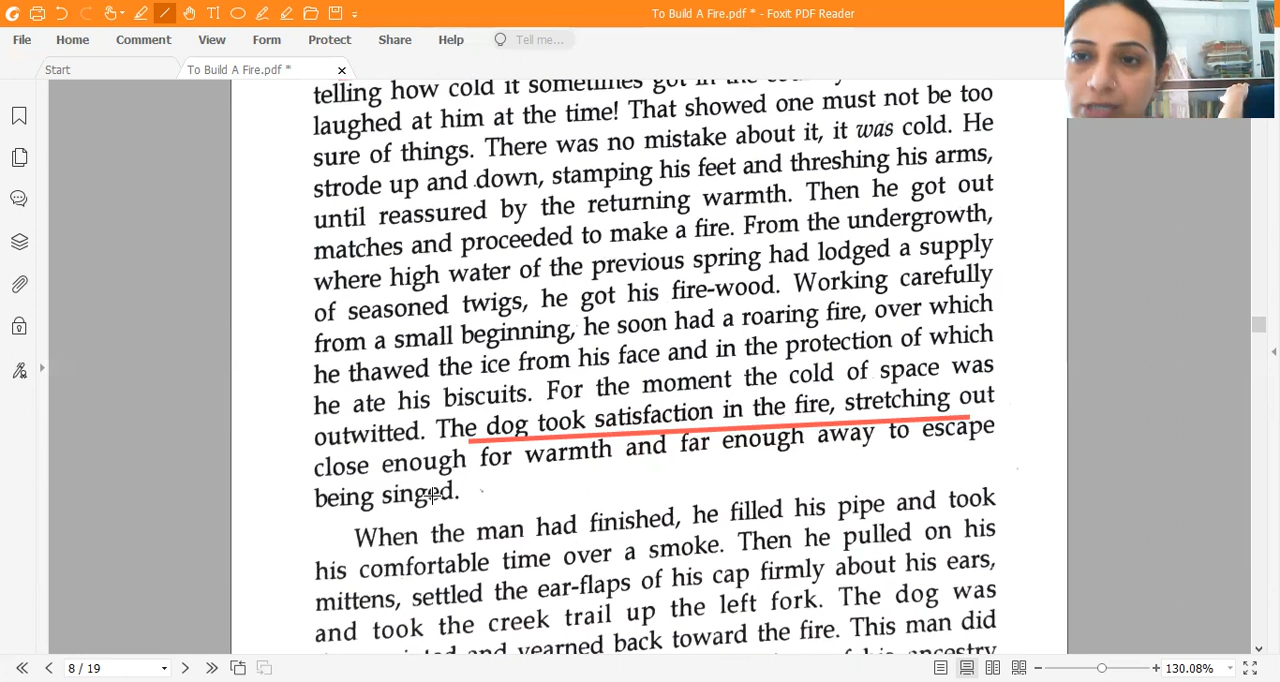 To Build A Fire.pdf * - Foxit PDF Reader
File Home Comment View Form Protect Share Help Tell me...
Start To Build A Fire.pdf *
telling how cold it sometimes got in the
laughed at him at the time! That showed one must not be too
sure of things. There was no mistake about it, it was cold. He
strode up and down, stamping his feet and threshing his arms,
until reassured by the returning warmth. Then he got out
matches and proceeded to make a fire. From the undergrowth,
where high water of the previous spring had lodged a supply
of seasoned twigs, he got his fire-wood. Working carefully
from a small beginning, he soon had a roaring fire, over which
he thawed the ice from his face and in the protection of which
he ate his biscuits. For the moment the cold of space was
outwitted. The dog took satisfaction in the fire, stretching out
close enough for warmth and far enough away to escape
being singed.
When the man had finished, he filled his pipe and took
his comfortable time over a smoke. Then he pulled on his
mittens, settled the ear-flaps of his cap firmly about his ears,
and took the creek trail up the left fork. The dog was
and yearned back toward the fire. This man did
8 / 19
130.08%